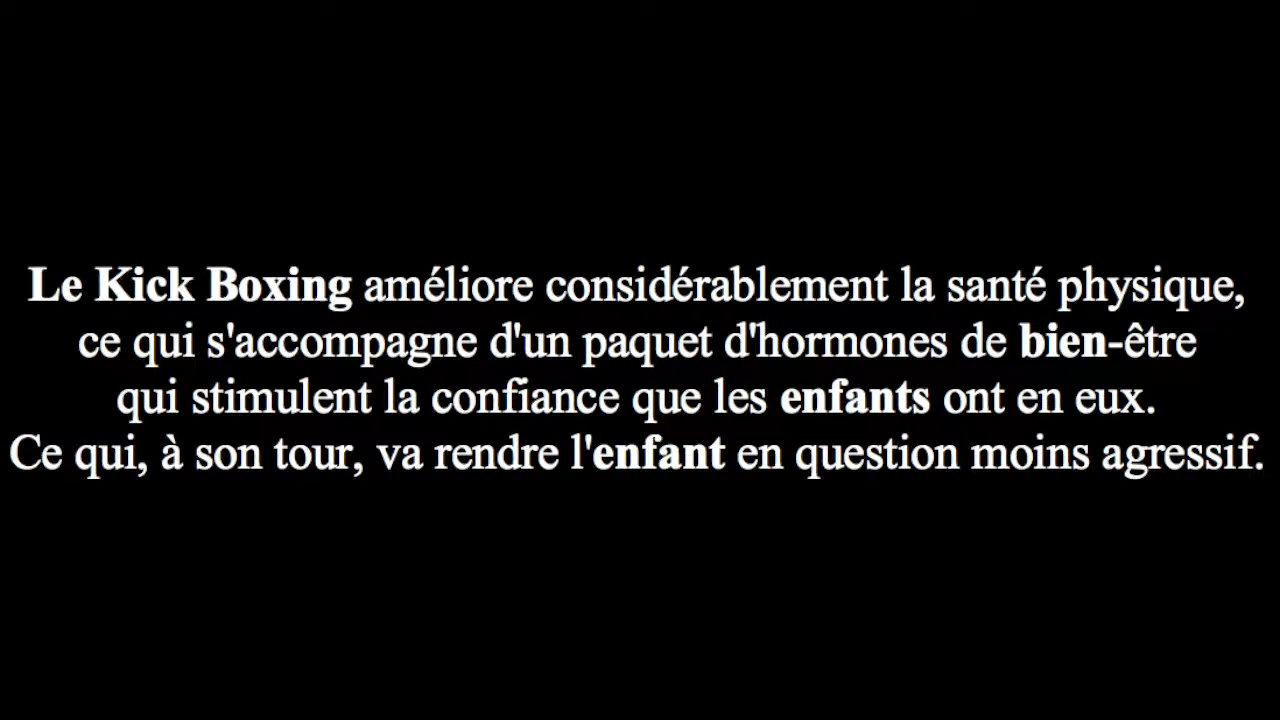 Le Kick Boxing améliore considérablement la santé physique,
ce qui s'accompagne d'un paquet d'hormones de bien-être
qui stimulent la confiance que les enfants ont en eux.
Ce qui, à son tour, va rendre l'enfant en question moins agressif.